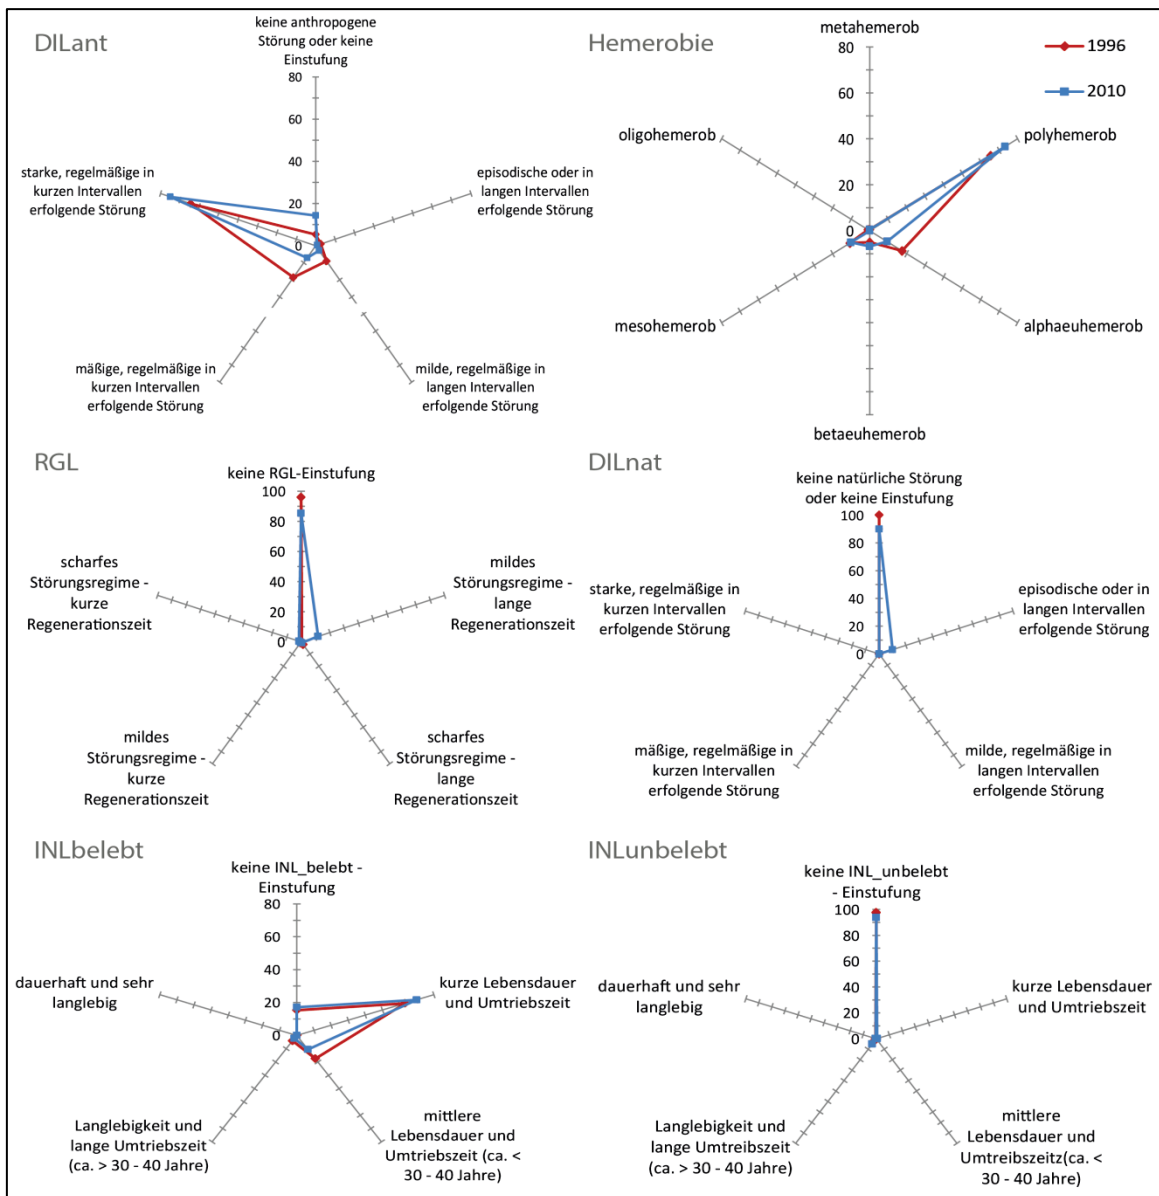 DILant
keine anthropogene
Störung oder keine
Einstufung
80
60
40
20
0
starke, regelmäßige in
kurzen Intervallen
erfolgende Störung
episodische oder in
langen Intervallen
erfolgende Störung
mäßige, regelmäßige in
kurzen Intervallen
erfolgende Störung
milde, regelmäßige in
langen Intervallen
erfolgende Störung
Hemerobie
metahemerob
80
60
40
20
0
1996
2010
oligohemerob
polyhemerob
mesohemerob
alphaeuhemerob
betaeuhemerob
RGL
keine RGL-Einstufung
100
80
60
40
20
0
scharfes
Störungsregime -
kurze
Regenerationszeit
mildes
Störungsregime -
lange
Regenerationszeit
mildes
Störungsregime -
kurze
Regenerationszeit
scharfes
Störungsregime -
lange
Regenerationszeit
DILnat
keine natürliche Störung
oder keine Einstufung
100
80
60
40
20
0
starke, regelmäßige in
kurzen Intervallen
erfolgende Störung
episodische oder in
langen Intervallen
erfolgende Störung
mäßige, regelmäßige in
kurzen Intervallen
erfolgende Störung
milde, regelmäßige in
langen Intervallen
erfolgende Störung
INLbelebt
keine INL_belebt -
Einstufung
80
60
40
20
0
dauerhaft und sehr
langlebig
kurze Lebensdauer
und Umtriebszeit
Langlebigkeit und
lange Umtriebszeit
(ca. > 30 - 40 Jahre)
mittlere
Lebensdauer und
Umtriebszeit (ca. <
30 - 40 Jahre)
INLunbelebt
keine INL_unbelebt
- Einstufung
100
80
60
40
20
0
dauerhaft und sehr
langlebig
kurze Lebensdauer
und Umtriebszeit
Langlebigkeit und
lange Umtreibszeit
(ca. > 30 - 40 Jahre)
mittlere
Lebensdauer und
Umtreibszeitz(ca. <
30 - 40 Jahre)